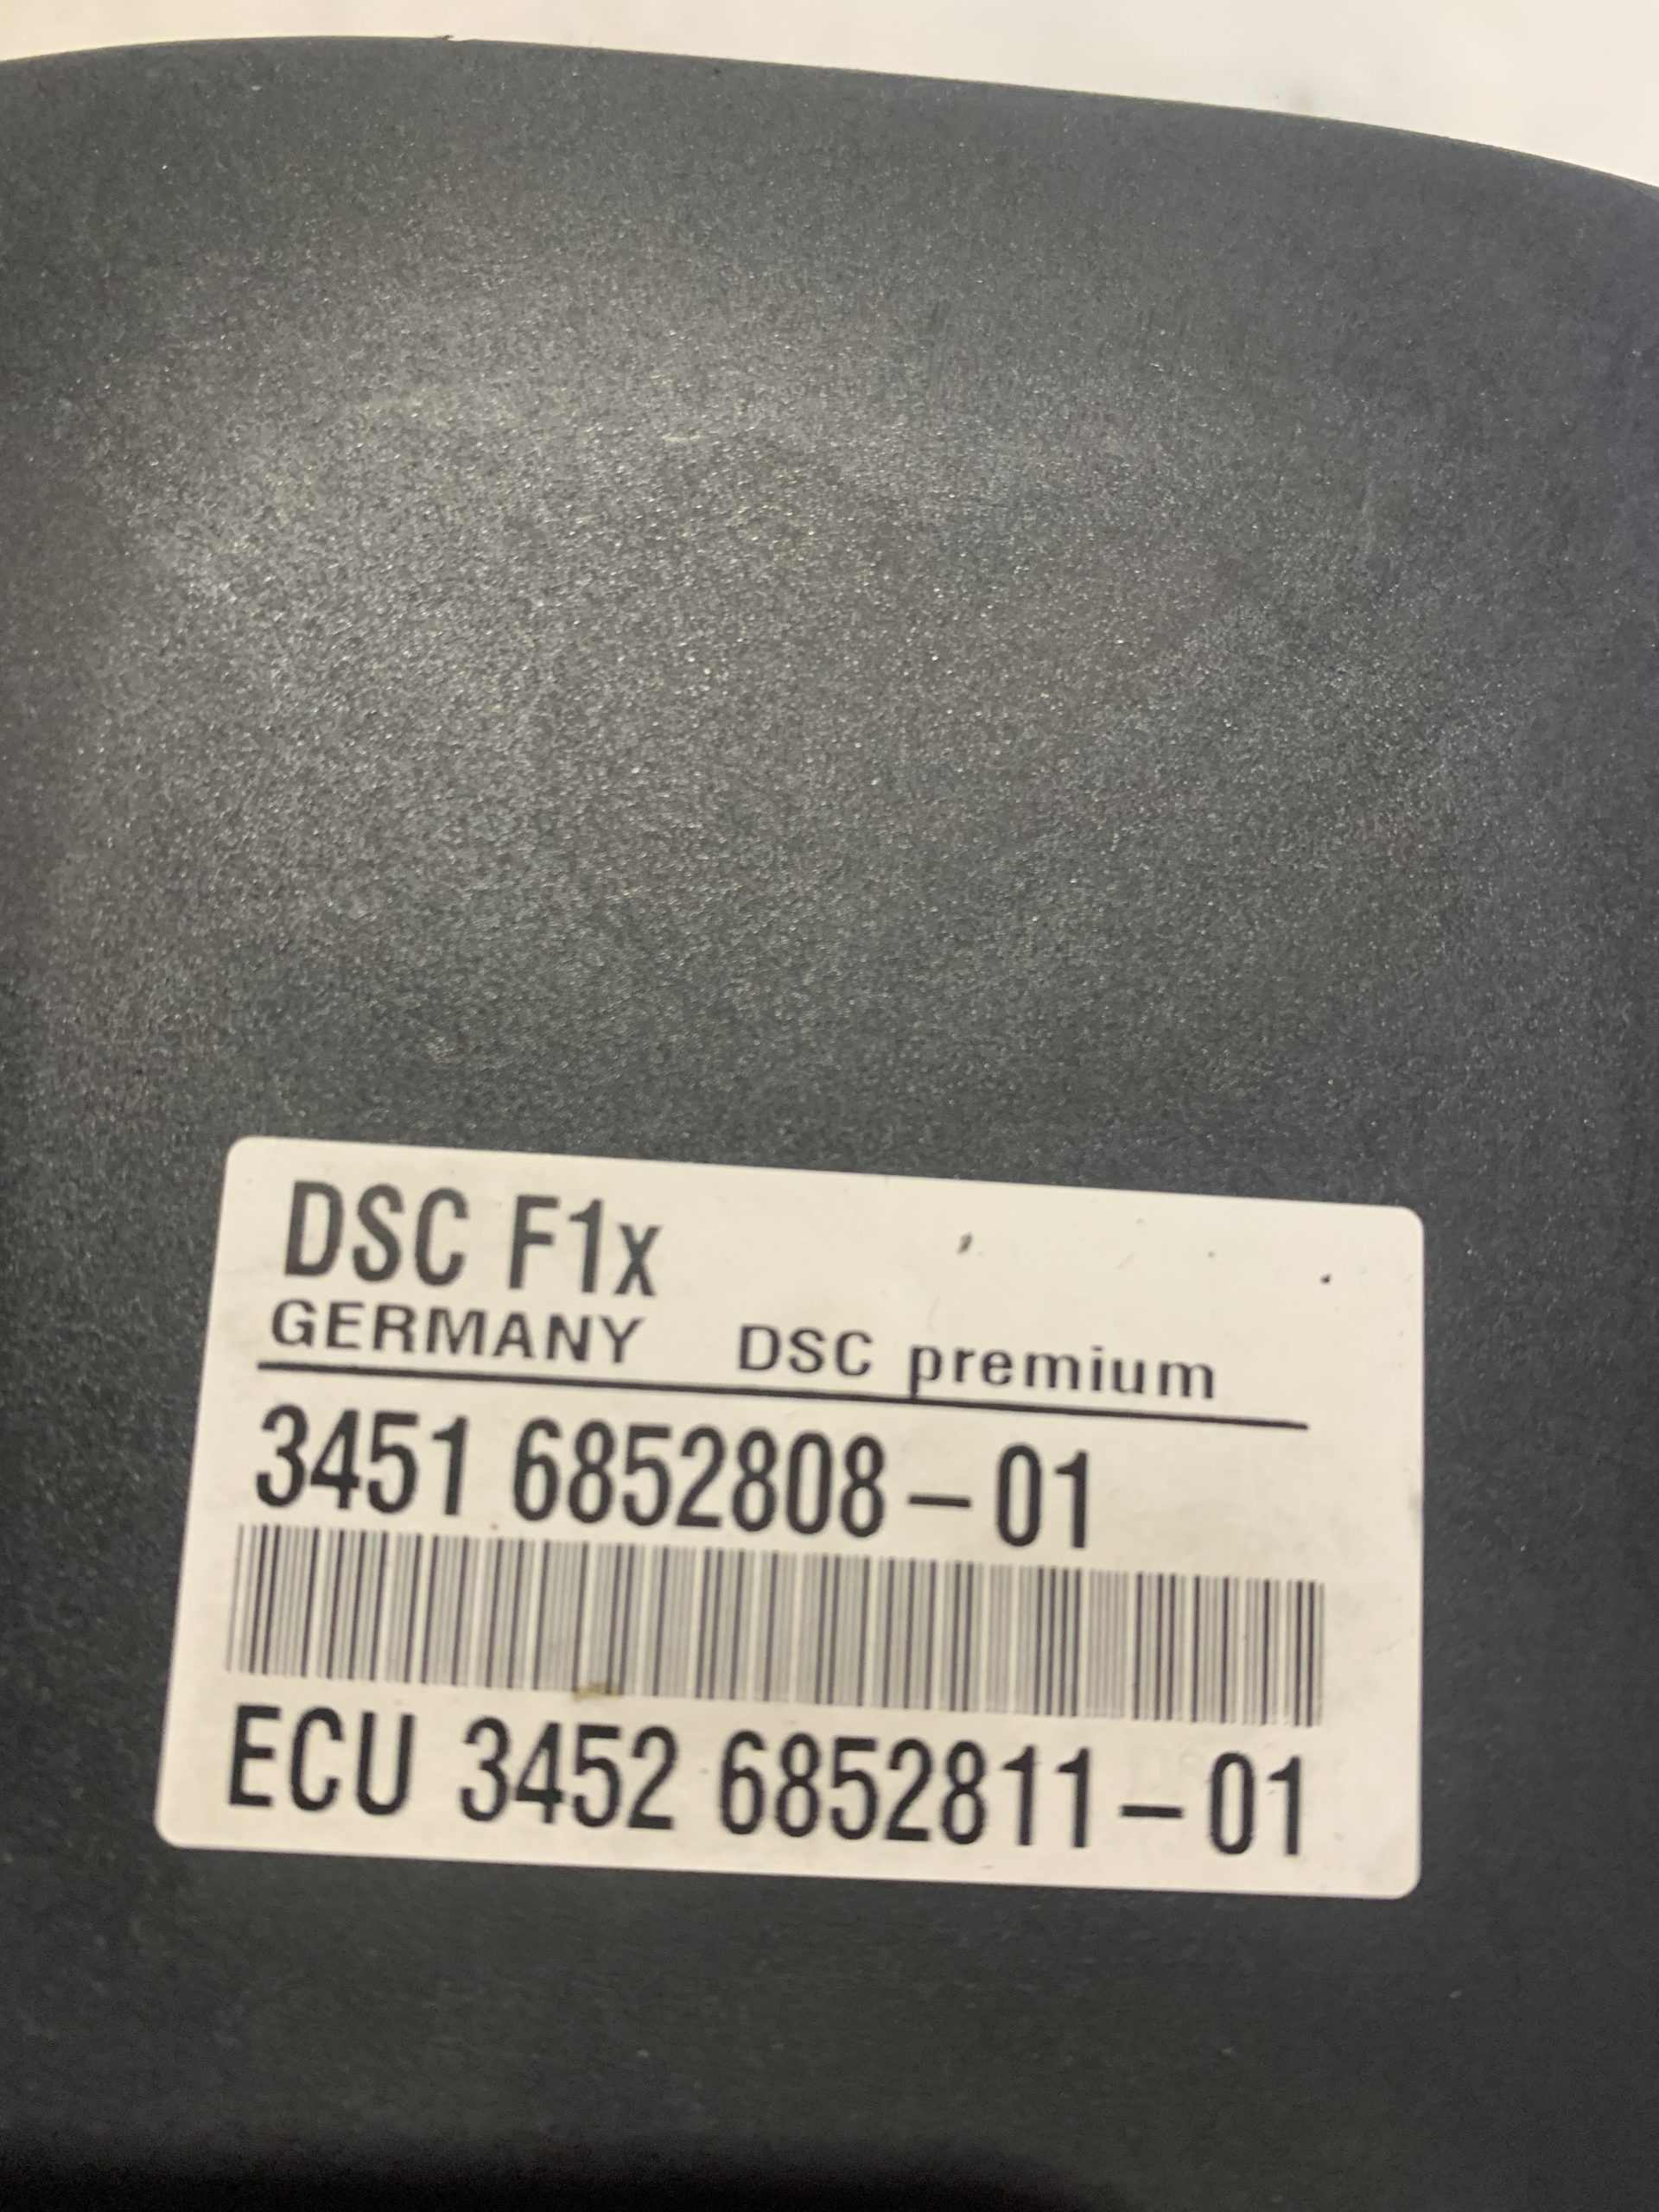 DSC F1x
GERMANY DSC premium
3451 6852808-01
ECU 3452 6852811-01